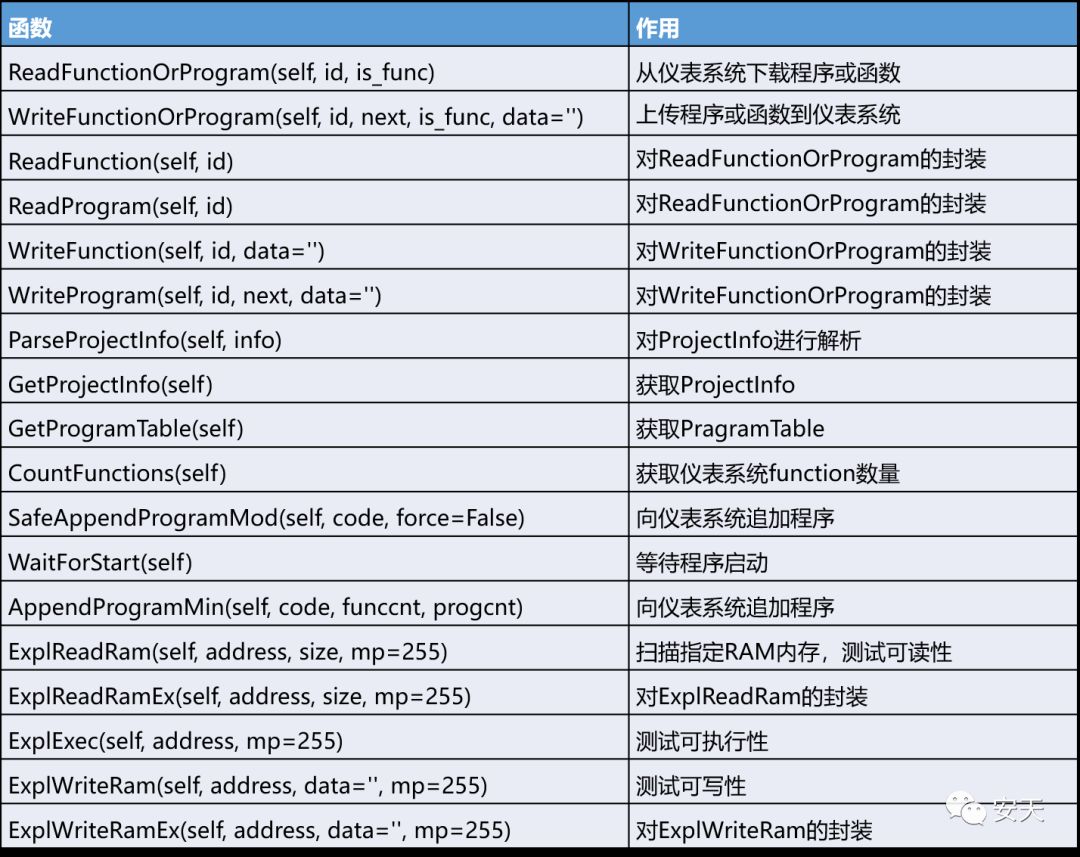 函数 作用
ReadFunctionOrProgram(self, id, is_func) 从仪表系统下载程序或函数
WriteFunctionOrProgram(self, id, next, is_func, data='') 上传程序或函数到仪表系统
ReadFunction(self, id) 对ReadFunctionOrProgram的封装
ReadProgram(self, id) 对ReadFunctionOrProgram的封装
WriteFunction(self, id, data='') 对WriteFunctionOrProgram的封装
WriteProgram(self, id, next, data='') 对WriteFunctionOrProgram的封装
ParseProjectInfo(self, info) 对ProjectInfo进行解析
GetProjectInfo(self) 获取ProjectInfo
GetProgramTable(self) 获取PragramTable
CountFunctions(self) 获取仪表系统function数量
SafeAppendProgramMod(self, code, force=False) 向仪表系统追加程序
WaitForStart(self) 等待程序启动
AppendProgramMin(self, code, funccnt, progcnt) 向仪表系统追加程序
ExplReadRam(self, address, size, mp=255) 扫描指定RAM内存，测试可读性
ExplReadRamEx(self, address, size, mp=255) 对ExplReadRam的封装
ExplExec(self, address, mp=255) 测试可执行性
ExplWriteRam(self, address, data='', mp=255) 测试可写性
ExplWriteRamEx(self, address, data='', mp=255) 对ExplWriteRam的封装
安天